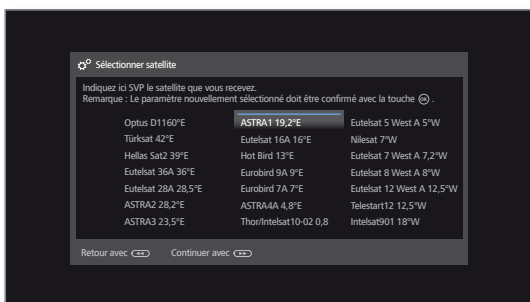 Sélectionner satellite
Indiquez ici SVP le satellite que vous recevez.
Remarque : Le paramètre nouvellement sélectionné doit être confirmé avec la touche OK .
Optus D1160°E ASTRA1 19,2°E Eutelsat 5 West A 5°W
Türksat 42°E Eutelsat 16A 16°E Nilesat 7°W
Hellas Sat2 39°E Hot Bird 13°E Eutelsat 7 West A 7,2°W
Eutelsat 36A 36°E Eurobird 9A 9°E Eutelsat 8 West A 8°W
Eutelsat 28A 28,5°E Eurobird 7A 7°E Eutelsat 12 West A 12,5°W
ASTRA2 28,2°E ASTRA4A 4,8°E Telestart12 12,5°W
ASTRA3 23,5°E Thor/Intelsat10-02 0,8 Intelsat901 18°W
Retour avec Continuer avec